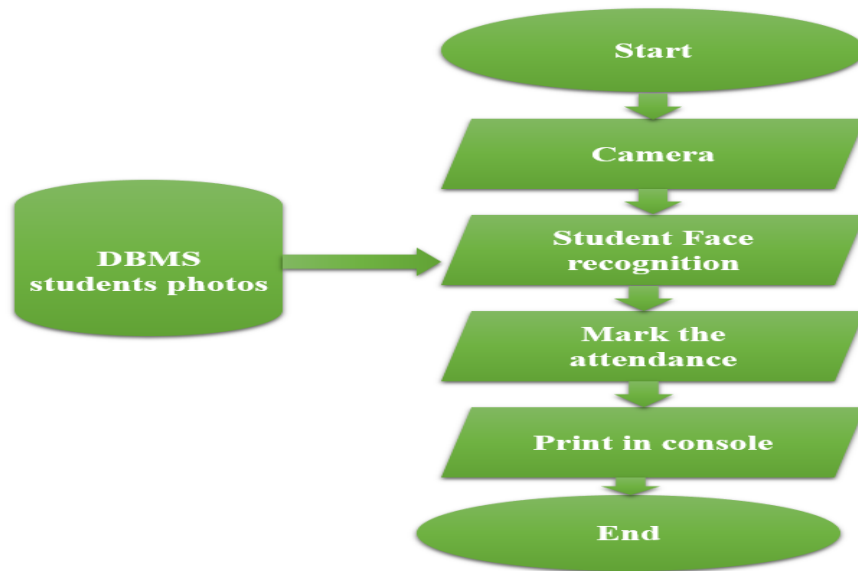 Start
Camera
DBMS
students photos
Student Face
recognition
Mark the
attendance
Print in console
End